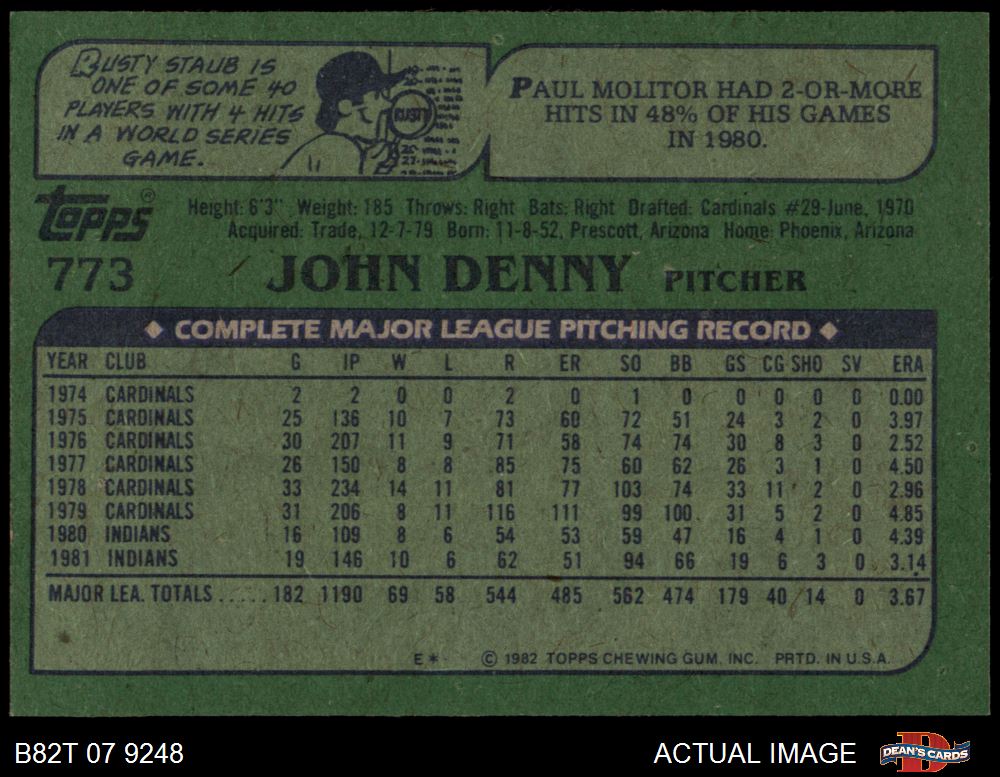 RUSTY STAUB IS
ONE OF SOME 40
PLAYERS WITH 4 HITS
IN A WORLD SERIES
GAME.
RUSTY
PAUL MOLITOR HAD 2-OR-MORE
HITS IN 48% OF HIS GAMES
IN 1980.
Topps®
Height: 6'3" Weight: 185 Throws: Right Bats: Right Drafted: Cardinals #29-June, 1970
Acquired: Trade, 12-7-79 Born: 11-8-52, Prescott, Arizona Home: Phoenix, Arizona
773 JOHN DENNY PITCHER
◆ COMPLETE MAJOR LEAGUE PITCHING RECORD ◆
YEAR CLUB G IP W L R ER SO BB GS CG SHO SV ERA
1974 CARDINALS 2 2 0 0 2 0 1 0 0 0 0 0 0.00
1975 CARDINALS 25 136 10 7 73 60 72 51 24 3 2 0 3.97
1976 CARDINALS 30 207 11 9 71 58 74 74 30 8 3 0 2.52
1977 CARDINALS 26 150 8 8 85 75 60 62 26 3 1 0 4.50
1978 CARDINALS 33 234 14 11 81 77 103 74 33 11 2 0 2.96
1979 CARDINALS 31 206 8 11 116 111 99 100 31 5 2 0 4.85
1980 INDIANS 16 109 8 6 54 53 59 47 16 4 1 0 4.39
1981 INDIANS 19 146 10 6 62 51 94 66 19 6 3 0 3.14
MAJOR LEA. TOTALS ..... 182 1190 69 58 544 485 562 474 179 40 14 0 3.67
E* © 1982 TOPPS CHEWING GUM, INC. PRTD. IN U.S.A.
B82T 07 9248 ACTUAL IMAGE DEAN'S CARDS